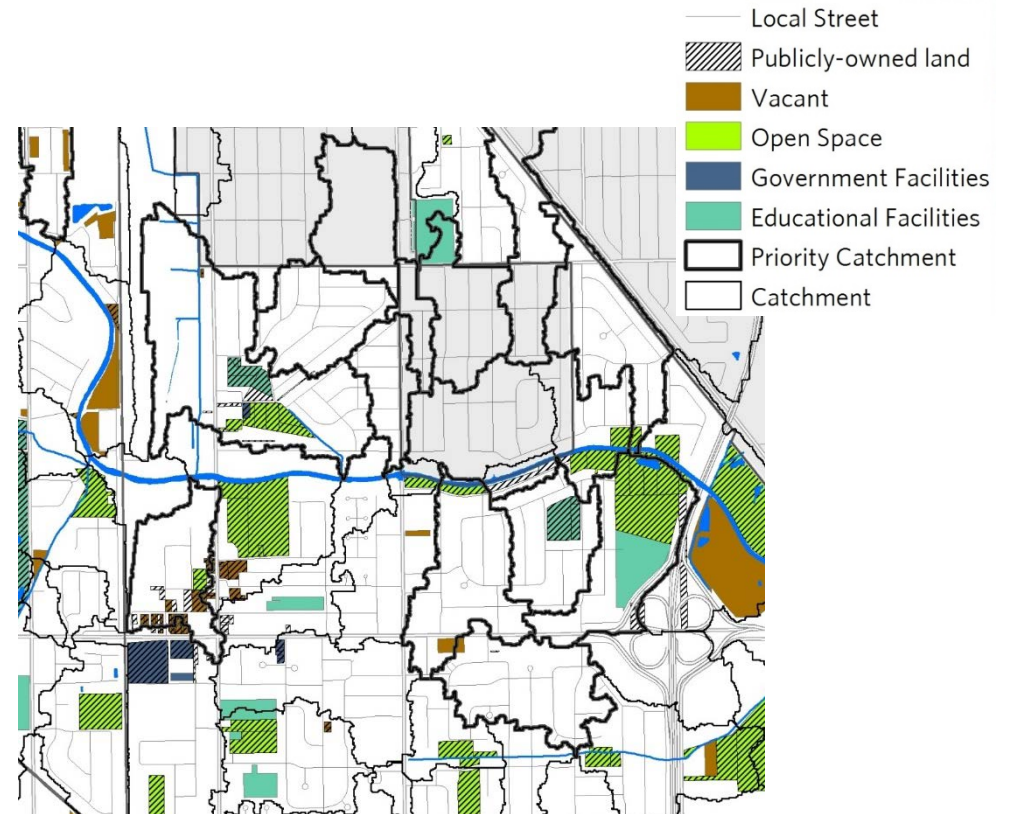 Local Street
Publicly-owned land
Vacant
Open Space
Government Facilities
Educational Facilities
Priority Catchment
Catchment